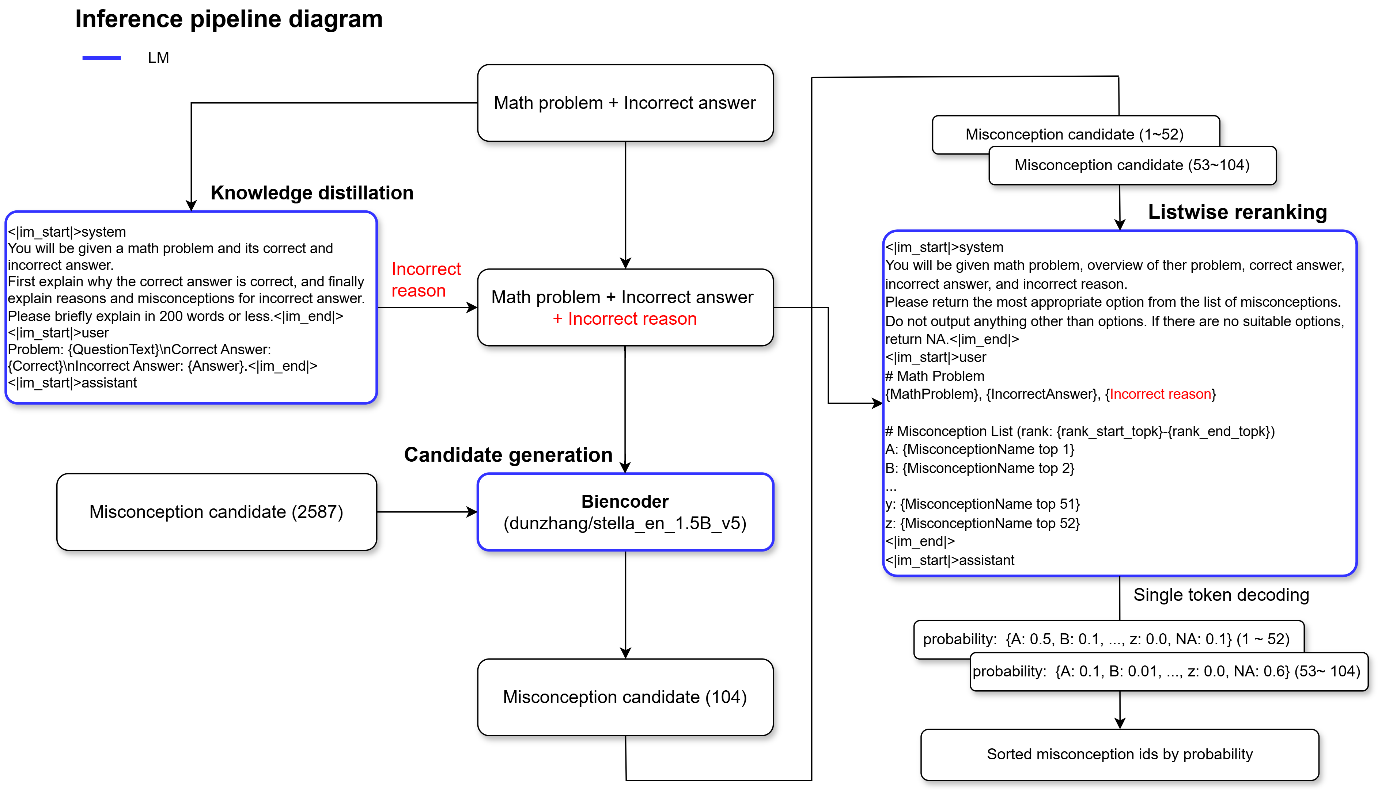 Inference pipeline diagram
LM
Math problem + Incorrect answer
Knowledge distillation
<|im_start|>system
You will be given a math problem and its correct and
incorrect answer.
First explain why the correct answer is correct, and finally
explain reasons and misconceptions for incorrect answer.
Please briefly explain in 200 words or less.<|im_end|>
<|im_start|>user
Problem: {QuestionText}\nCorrect Answer:
{Correct}\nIncorrect Answer: {Answer}.<|im_end|>
<|im_start|>assistant
Incorrect
reason
Math problem + Incorrect answer
+ Incorrect reason
Candidate generation
Misconception candidate (2587)
Biencoder
(dunzhang/stella_en_1.5B_v5)
Misconception candidate (104)
Misconception candidate (1~52)
Misconception candidate (53~104)
Listwise reranking
<|im_start|>system
You will be given math problem, overview of ther problem, correct answer,
incorrect answer, and incorrect reason.
Please return the most appropriate option from the list of misconceptions.
Do not output anything other than options. If there are no suitable options,
return NA.<|im_end|>
<|im_start|>user
# Math Problem
{MathProblem}, {IncorrectAnswer}, {Incorrect reason}
# Misconception List (rank: {rank_start_topk}-{rank_end_topk})
A: {MisconceptionName top 1}
B: {MisconceptionName top 2}
...
y: {MisconceptionName top 51}
z: {MisconceptionName top 52}
<|im_end|>
<|im_start|>assistant
Single token decoding
probability:  {A: 0.5, B: 0.1, ..., z: 0.0, NA: 0.1} (1 ~ 52)
probability:  {A: 0.1, B: 0.01, ..., z: 0.0, NA: 0.6} (53~ 104)
Sorted misconception ids by probability